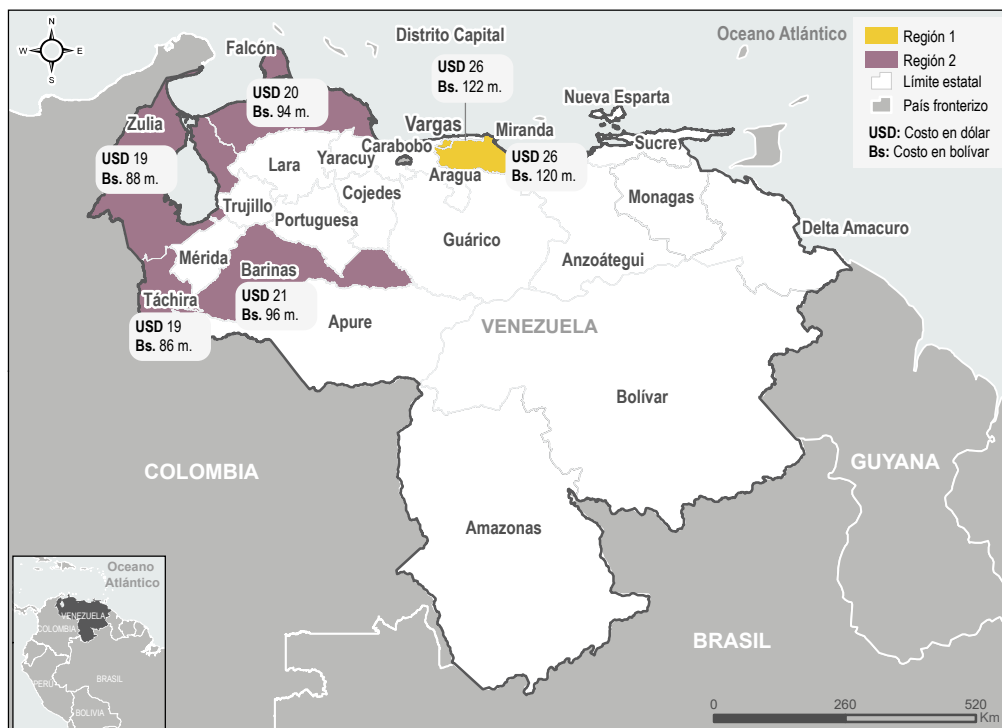 N
W
E
S
Falcón
Distrito Capital
Oceano Atlántico
Región 1
Región 2
Límite estatal
País fronterizo
USD: Costo en dólar
Bs: Costo en bolívar
USD 26
Bs. 122 m.
USD 20
Bs. 94 m.
Nueva Esparta
Zulia
Vargas
Miranda
Carabobo
Sucre
Yaracuy
Lara
USD 19
Bs. 88 m.
USD 26
Bs. 120 m.
Aragua
Cojedes
Trujillo
Portuguesa
Monagas
Delta Amacuro
Guárico
Mérida
Barinas
Anzoátegui
Táchira
USD 21
Bs. 96 m.
USD 19
Bs. 86 m.
Apure
VENEZUELA
Bolívar
COLOMBIA
GUYANA
Amazonas
BRASIL
Oceano
Atlántico
VENEZUELA
COLOMBIA
PERU
BRASIL
BOLIVIA
0
260
520
Km